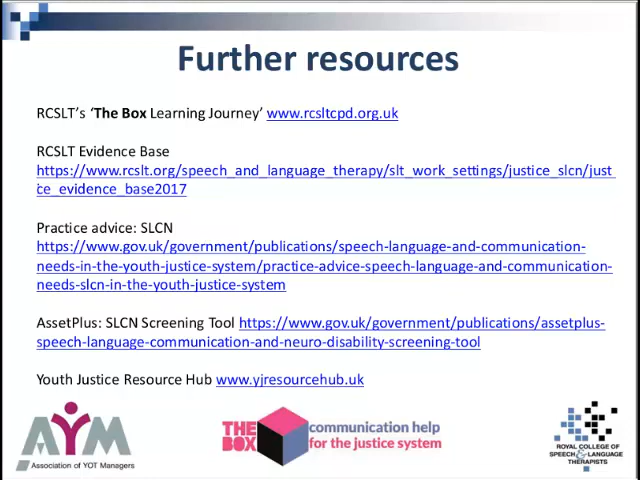 Further resources
RCSLT's 'The Box Learning Journey' www.rcsltcpd.org.uk
RCSLT Evidence Base
https://www.rcslt.org/speech_and_language_therapy/slt_work_settings/justice_slcn/just
ce_evidence_base2017
Practice advice: SLCN
https://www.gov.uk/government/publications/speech-language-and-communication-
needs-in-the-youth-justice-system/practice-advice-speech-language-and-communication-
needs-slcn-in-the-youth-justice-system
AssetPlus: SLCN Screening Tool https://www.gov.uk/government/publications/assetplus-
speech-language-communication-and-neuro-disability-screening-tool
Youth Justice Resource Hub www.yjresourcehub.uk
AYM
Association of YOT Managers
THE
BOX
communication help
for the justice system
ROYAL COLLEGE OF
SPEECH & LANGUAGE
THERAPISTS